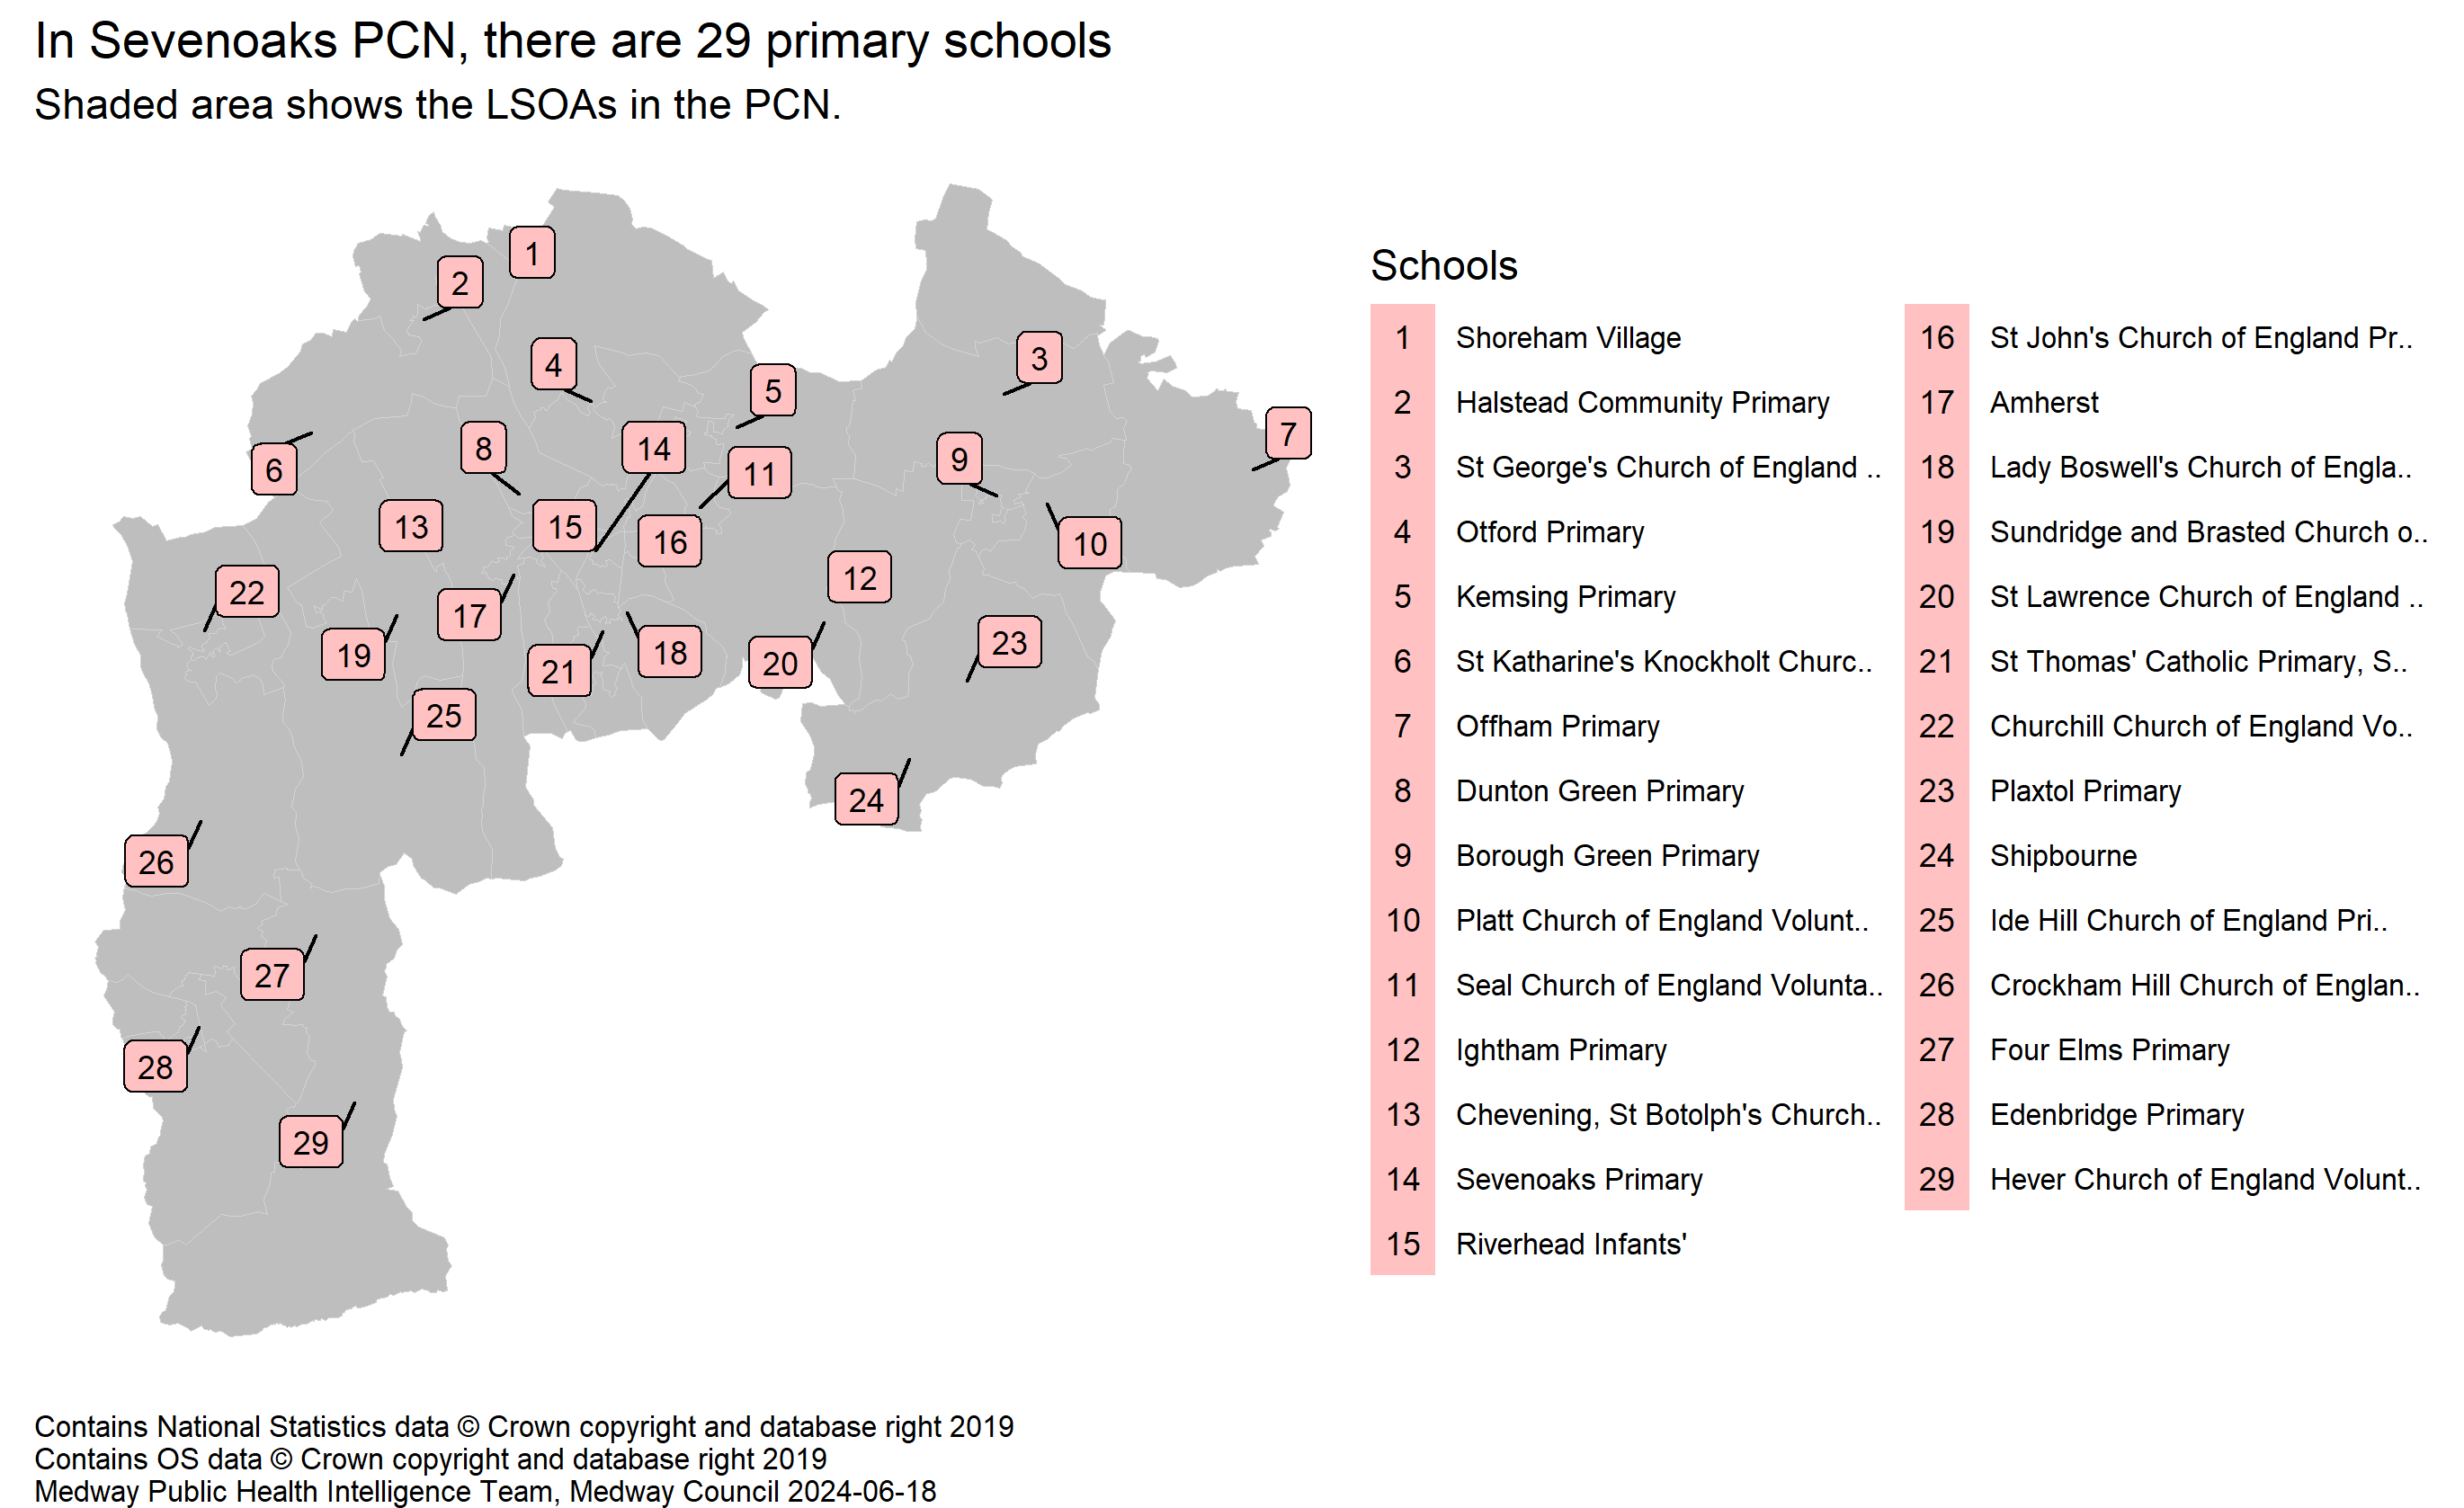 In Sevenoaks PCN, there are 29 primary schools
Shaded area shows the LSOAs in the PCN.
1
2
3
4
5
6
7
8
9
10
11
12
13
14
15
16
17
18
19
20
21
22
23
24
25
26
27
28
29
Schools
1 Shoreham Village
2 Halstead Community Primary
3 St George's Church of England ..
4 Otford Primary
5 Kemsing Primary
6 St Katharine's Knockholt Churc..
7 Offham Primary
8 Dunton Green Primary
9 Borough Green Primary
10 Platt Church of England Volunt..
11 Seal Church of England Volunta..
12 Ightham Primary
13 Chevening, St Botolph's Church..
14 Sevenoaks Primary
15 Riverhead Infants'
16 St John's Church of England Pr..
17 Amherst
18 Lady Boswell's Church of Engla..
19 Sundridge and Brasted Church o..
20 St Lawrence Church of England ..
21 St Thomas' Catholic Primary, S..
22 Churchill Church of England Vo..
23 Plaxtol Primary
24 Shipbourne
25 Ide Hill Church of England Pri..
26 Crockham Hill Church of Englan..
27 Four Elms Primary
28 Edenbridge Primary
29 Hever Church of England Volunt..
Contains National Statistics data © Crown copyright and database right 2019
Contains OS data © Crown copyright and database right 2019
Medway Public Health Intelligence Team, Medway Council 2024-06-18